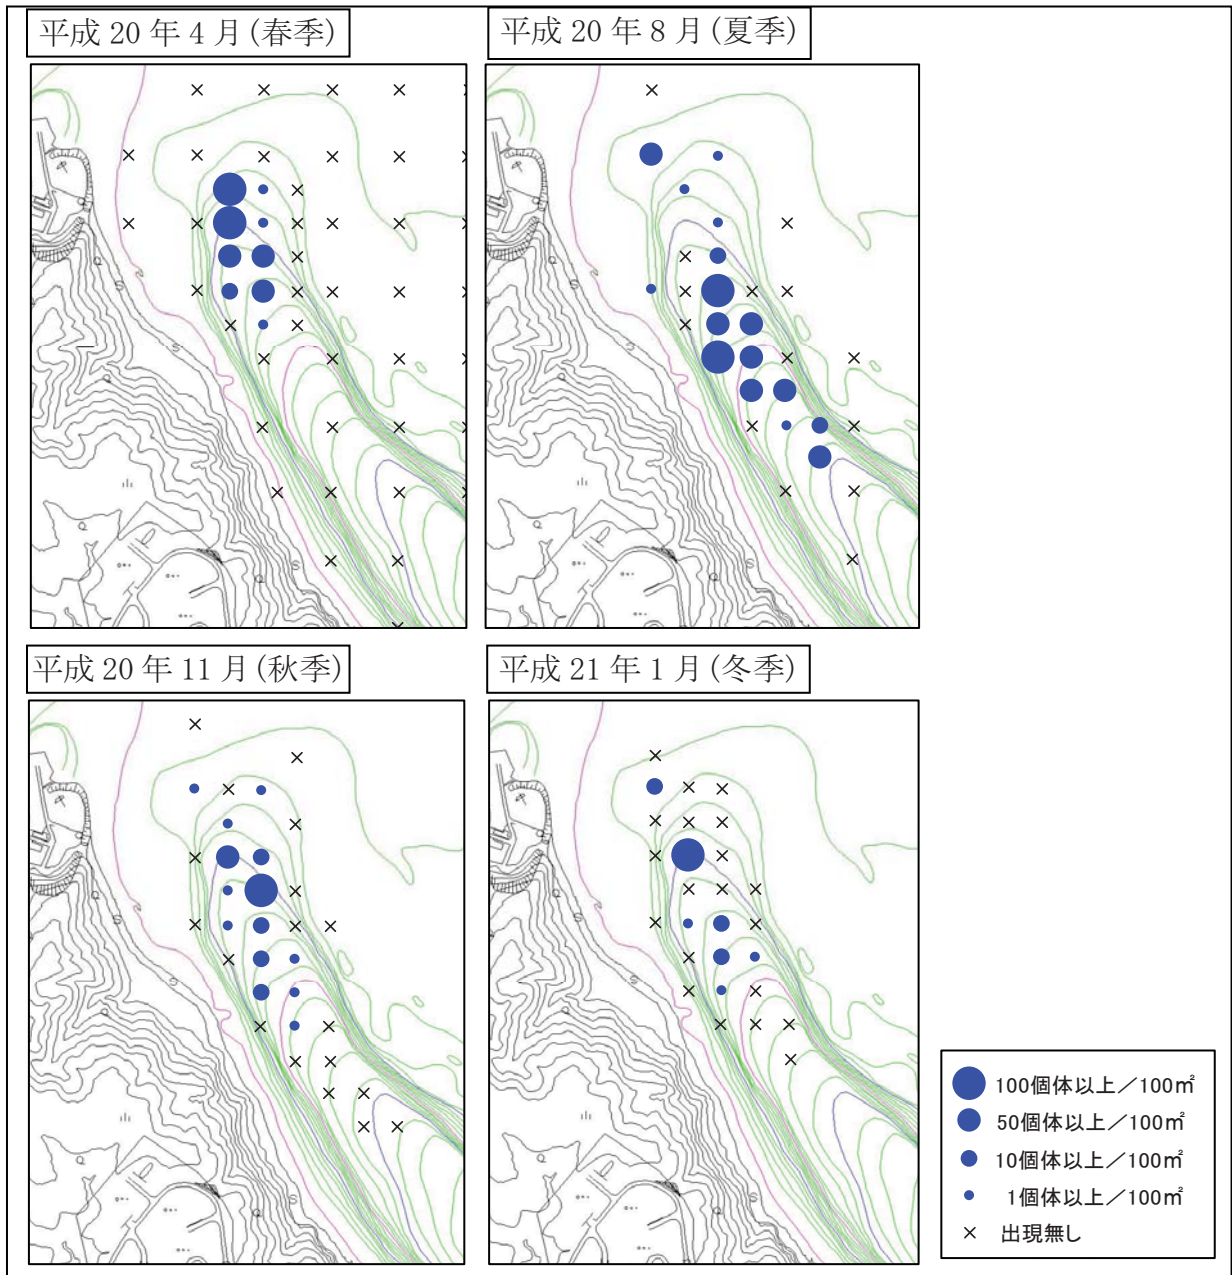 平成 20 年 4 月(春季)
平成 20 年 8 月(夏季)
平成 20 年 11 月(秋季)
平成 21 年 1 月(冬季)
100個体以上／100㎡
50個体以上／100㎡
10個体以上／100㎡
1個体以上／100㎡
× 出現無し